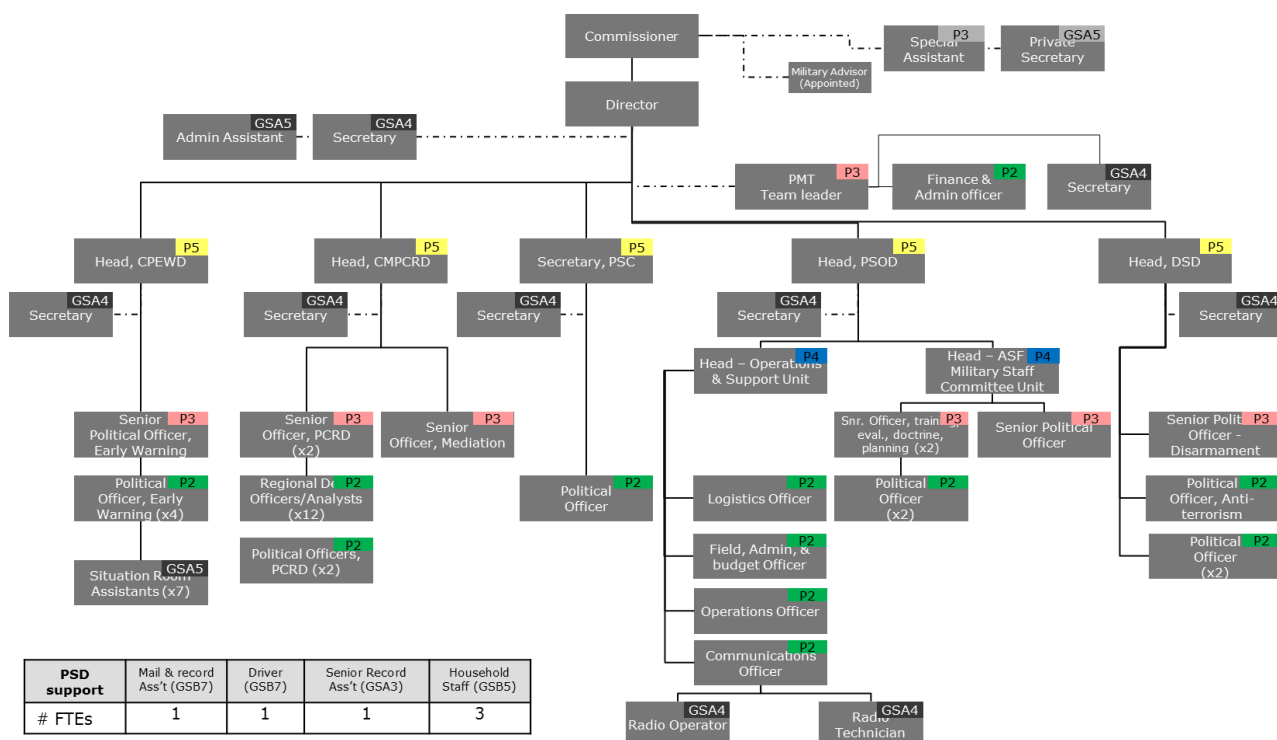 Commissioner
P3
Special
Assistant
GSA5
Private
Secretary
Military Advisor
(Appointed)
Director
GSA5
Admin Assistant
GSA4
Secretary
P3
PMT
Team leader
P2
Finance &
Admin officer
GSA4
Secretary
P5
Head, CPEWD
P5
Head, CMPCRD
P5
Secretary, PSC
P5
Head, PSOD
P5
Head, DSD
GSA4
Secretary
GSA4
Secretary
GSA4
Secretary
GSA4
Secretary
GSA4
Secretary
P4
Head – Operations
& Support Unit
P4
Head – ASF
Military Staff
Committee Unit
P3
Senior
Political Officer,
Early Warning
P3
Senior
Officer, PCRD
(x2)
P3
Senior
Officer, Mediation
P3
Snr. Officer, training,
eval., doctrine,
planning (x2)
P3
Senior Political
Officer
P3
Senior Political
Officer -
Disarmament
P2
Political
Officer, Early
Warning (x4)
P2
Regional
Officers/Analysts
(x12)
P2
Political
Officer
P2
Logistics Officer
P2
Political
Officer
(x2)
P2
Political
Officer, Anti-
terrorism
GSA5
Situation Room
Assistants (x7)
P2
Political Officers,
PCRD (x2)
P2
Field, Admin, &
budget Officer
P2
Political
Officer
(x2)
P2
Operations Officer
P2
Communications
Officer
GSA4
Radio Operator
GSA4
Radio
Technician
PSD
support
Mail & record
Ass't (GSB7)
Driver
(GSB7)
Senior Record
Ass't (GSA3)
Household
Staff (GSB5)
# FTEs
1
1
1
3